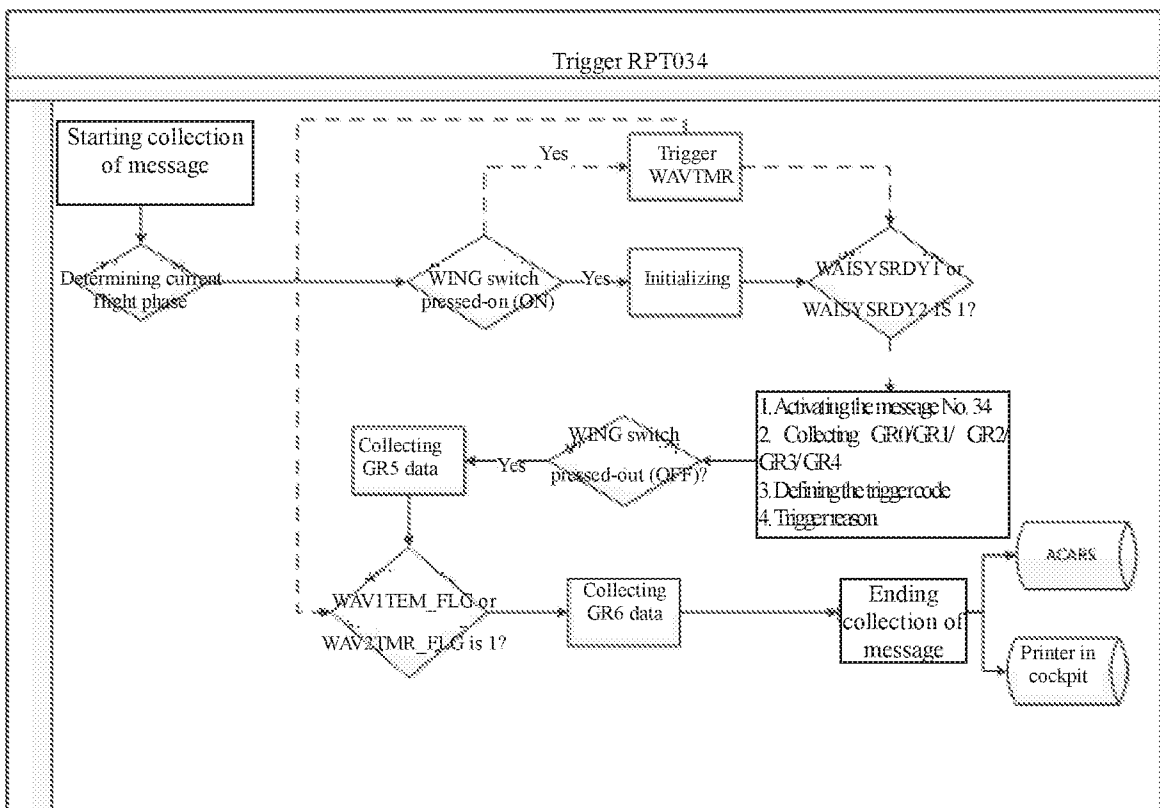 Trigger RPT034
Starting collection
of message
Determining current
flight phase
WING switch
pressed-on (ON)
Yes
Trigger
WAVTMR
Yes
Initializing
WAISYSRDY1 or
WAISYSRDY2 IS 1?
1. Activating the message No. 34
2. Collecting GR0/GR1/ GR2/
GR3/ GR4
3. Defining the trigger code
4. Trigger reason
WING switch
pressed-out (OFF)?
Yes
Collecting
GR5 data
WAV1TEM_FLG or
WAV2TMR_FLG is 1?
Collecting
GR6 data
Ending
collection of
message
ACARS
Printer in
cockpit